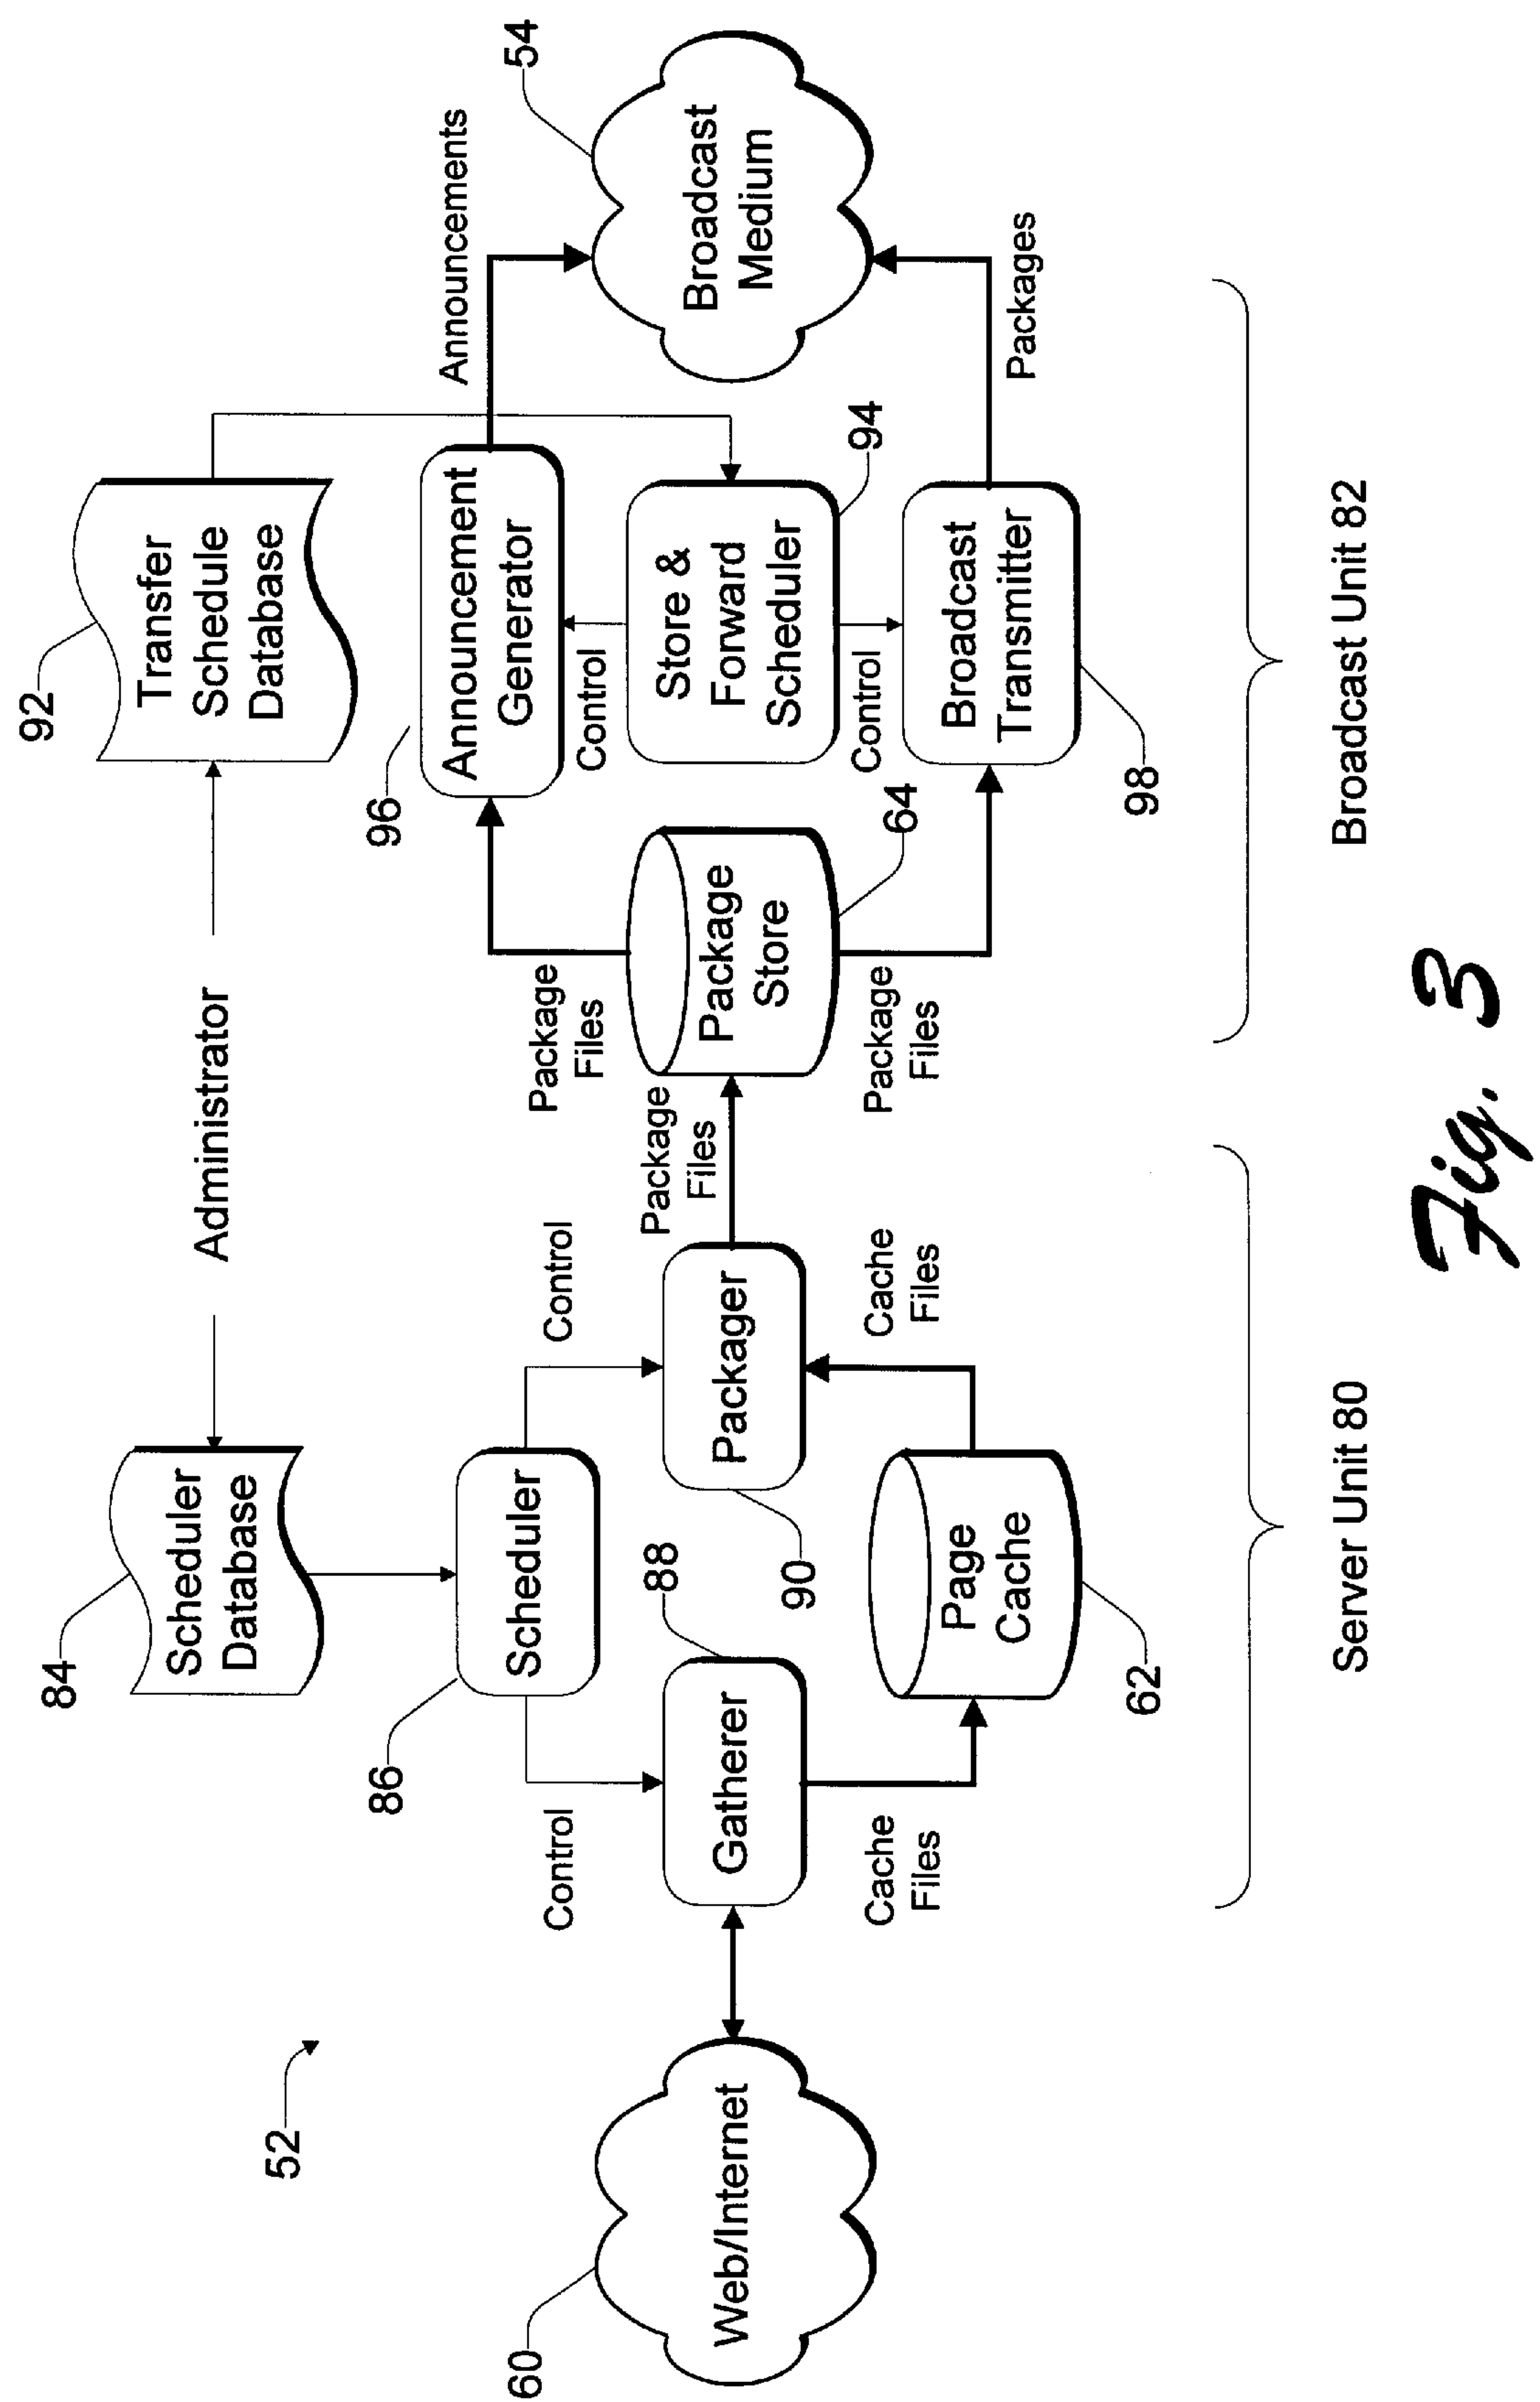 52
60
Web/Internet
84
Scheduler
Database
Administrator
92
Transfer
Schedule
Database
86
Scheduler
Control
Control
88
Gatherer
90
Packager
Cache
Files
Cache
Files
Page
Cache
62
Package
Files
Package
Files
Package
Store
64
Package
Files
96
Announcement
Generator
Control
Store &
Forward
Scheduler
94
Control
Broadcast
Transmitter
98
Announcements
54
Broadcast
Medium
Packages
Server Unit 80
Broadcast Unit 82
Fig. 3